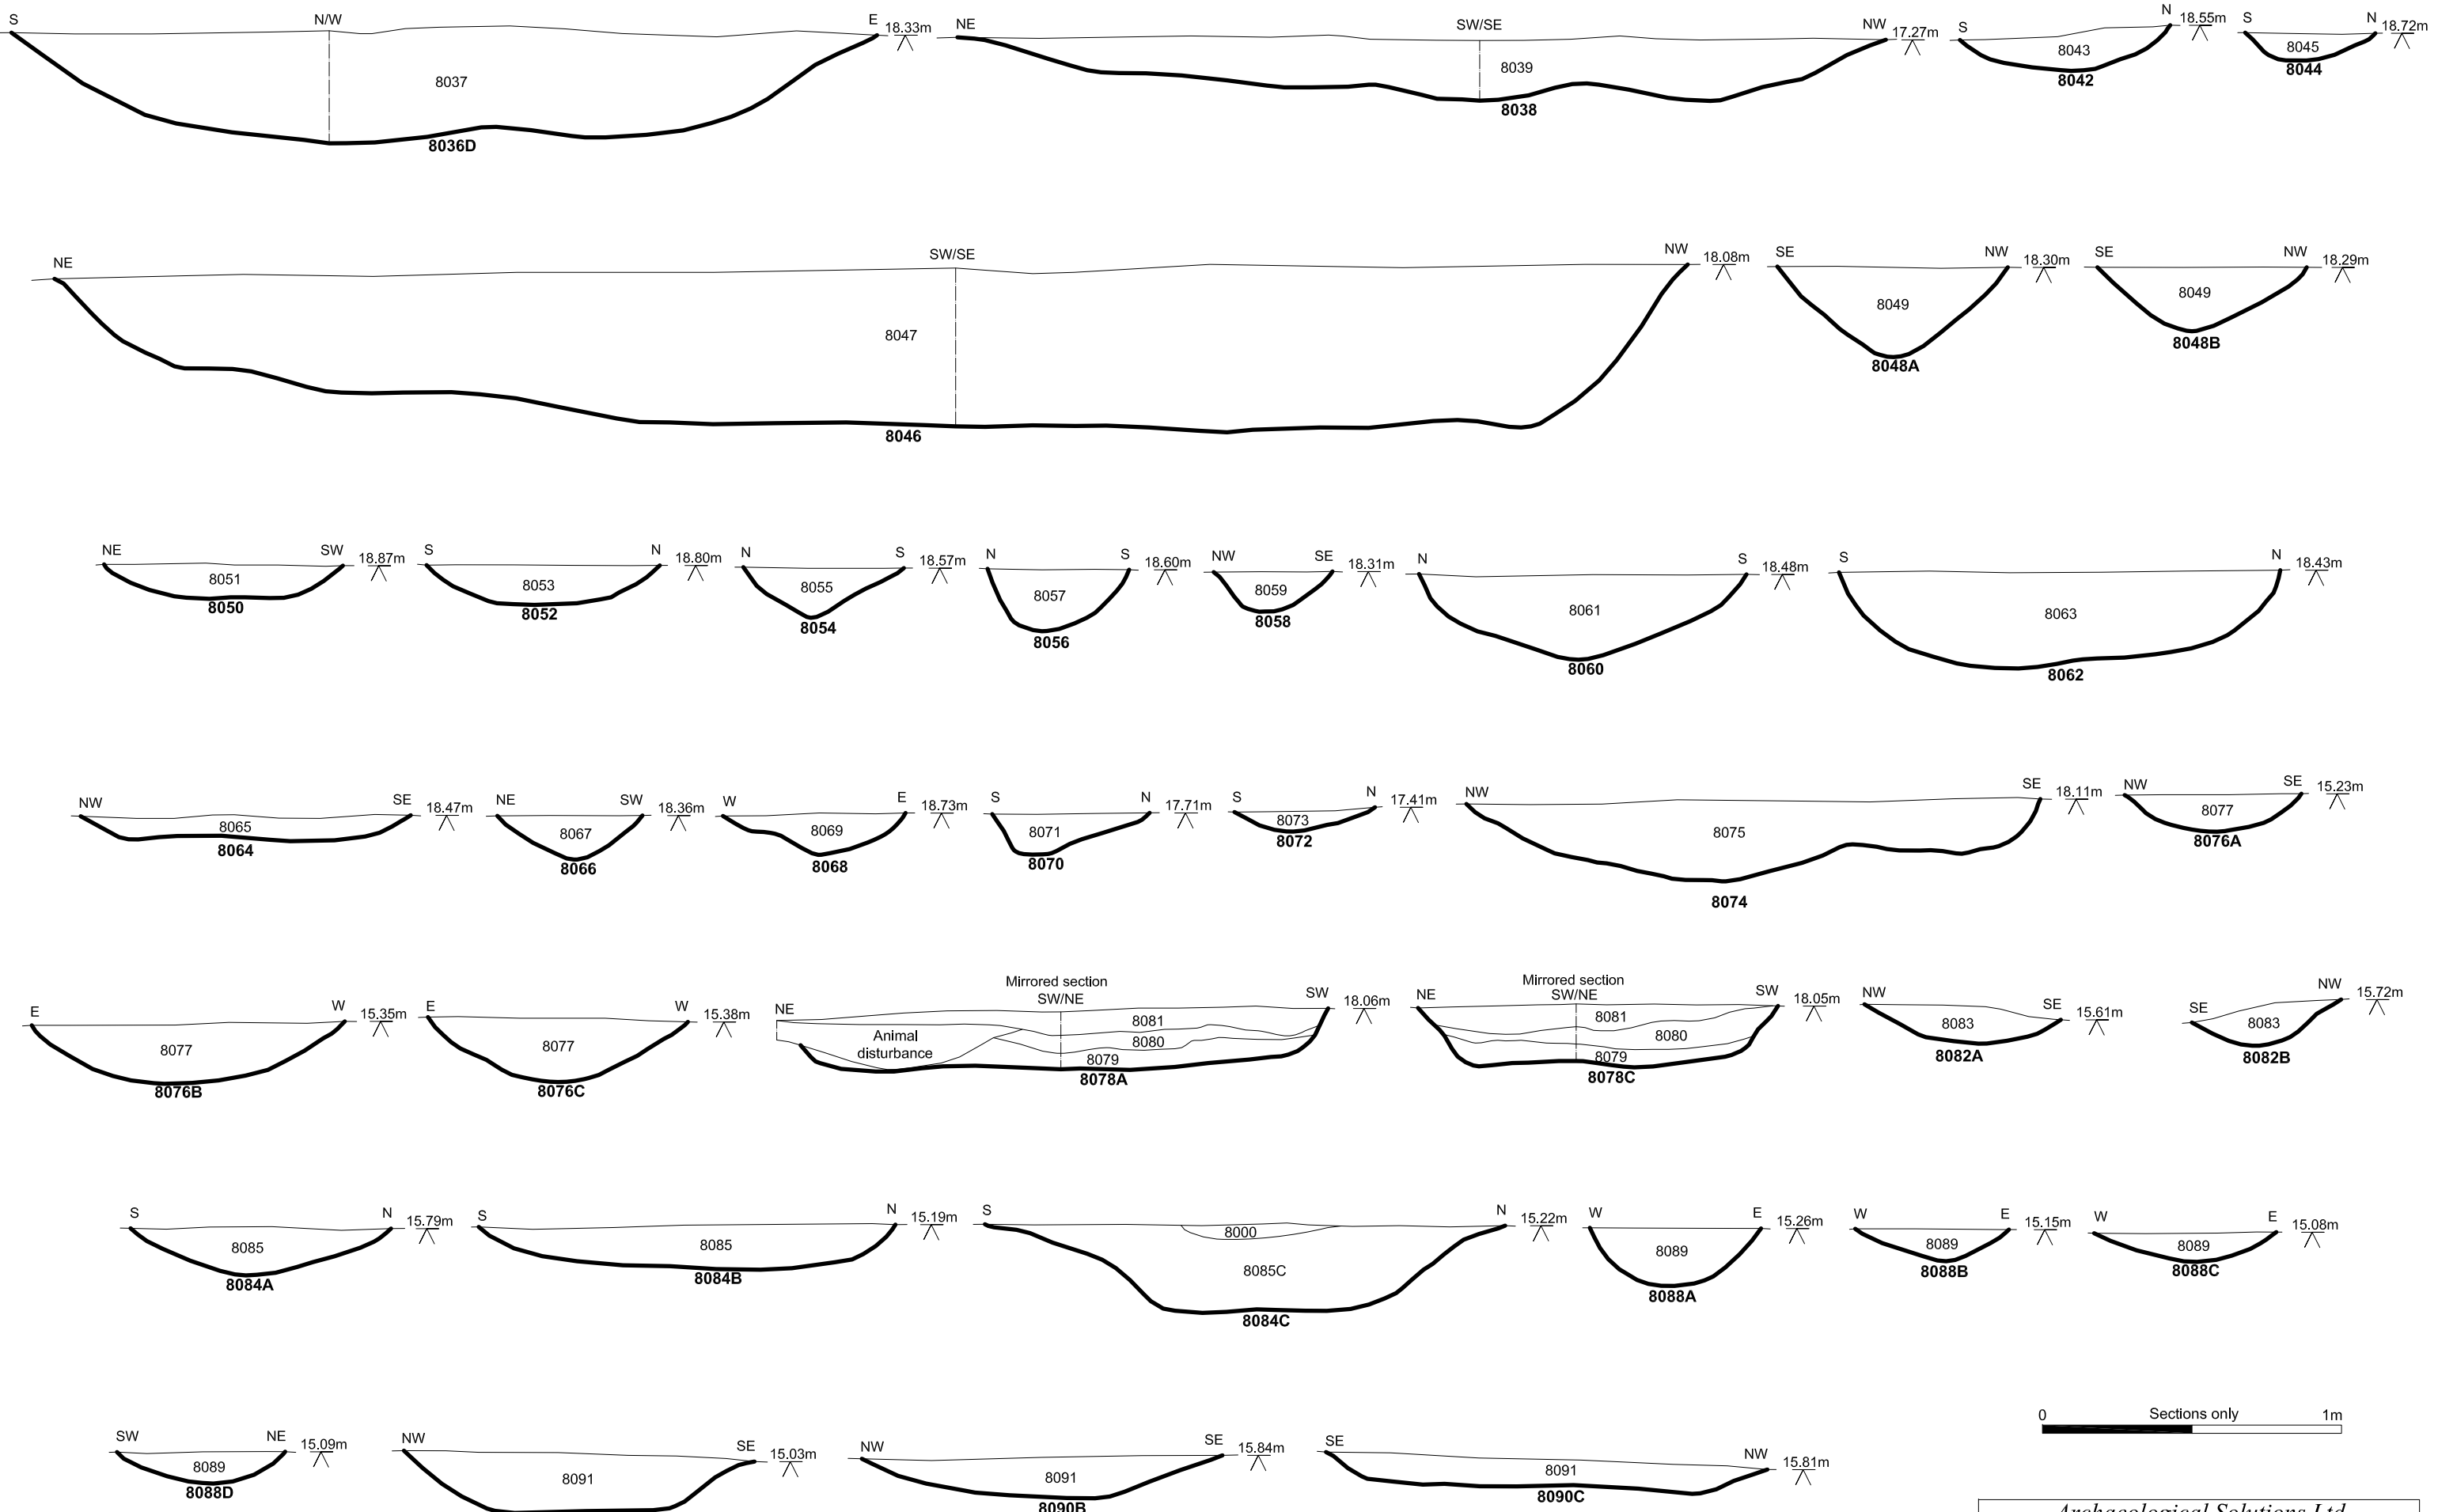 S N/W E 18.33m
8037
8036D
NE SW/SE NW 17.27m
8039
8038
S N 18.55m
8043
8042
S N 18.72m
8045
8044
NE SW/SE NW 18.08m
8047
8046
SE NW 18.30m
8049
8048A
SE NW 18.29m
8049
8048B
NE SW 18.87m
8051
8050
S N 18.80m
8053
8052
N S 18.57m
8055
8054
N S 18.60m
8057
8056
NW SE 18.31m
8059
8058
N S 18.48m
8061
8060
S N 18.43m
8063
8062
NW SE 18.47m
8065
8064
NE SW 18.36m
8067
8066
W E 18.73m
8069
8068
S N 17.71m
8071
8070
S N 17.41m
8073
8072
NW SE 18.11m
8075
8074
NW SE 15.23m
8077
8076A
E W 15.35m
8077
8076B
E W 15.38m
8077
8076C
Mirrored section
NE SW/NE SW 18.06m
8081
Animal
disturbance
8080
8079
8078A
Mirrored section
NE SW/NE SW 18.05m
8081
8080
8079
8078C
NW SE 15.61m
8083
8082A
SE NW 15.72m
8083
8082B
S N 15.79m
8085
8084A
S N 15.19m
8085
8084B
S N 15.22m
8000
8085C
8084C
W E 15.26m
8089
8088A
W E 15.15m
8089
8088B
W E 15.08m
8089
8088C
SW NE 15.09m
8089
8088D
NW SE 15.03m
8091
NW SE 15.84m
8091
8090B
SE NW 15.81m
8091
8090C
0 Sections only 1m
Archaeological Solutions Ltd